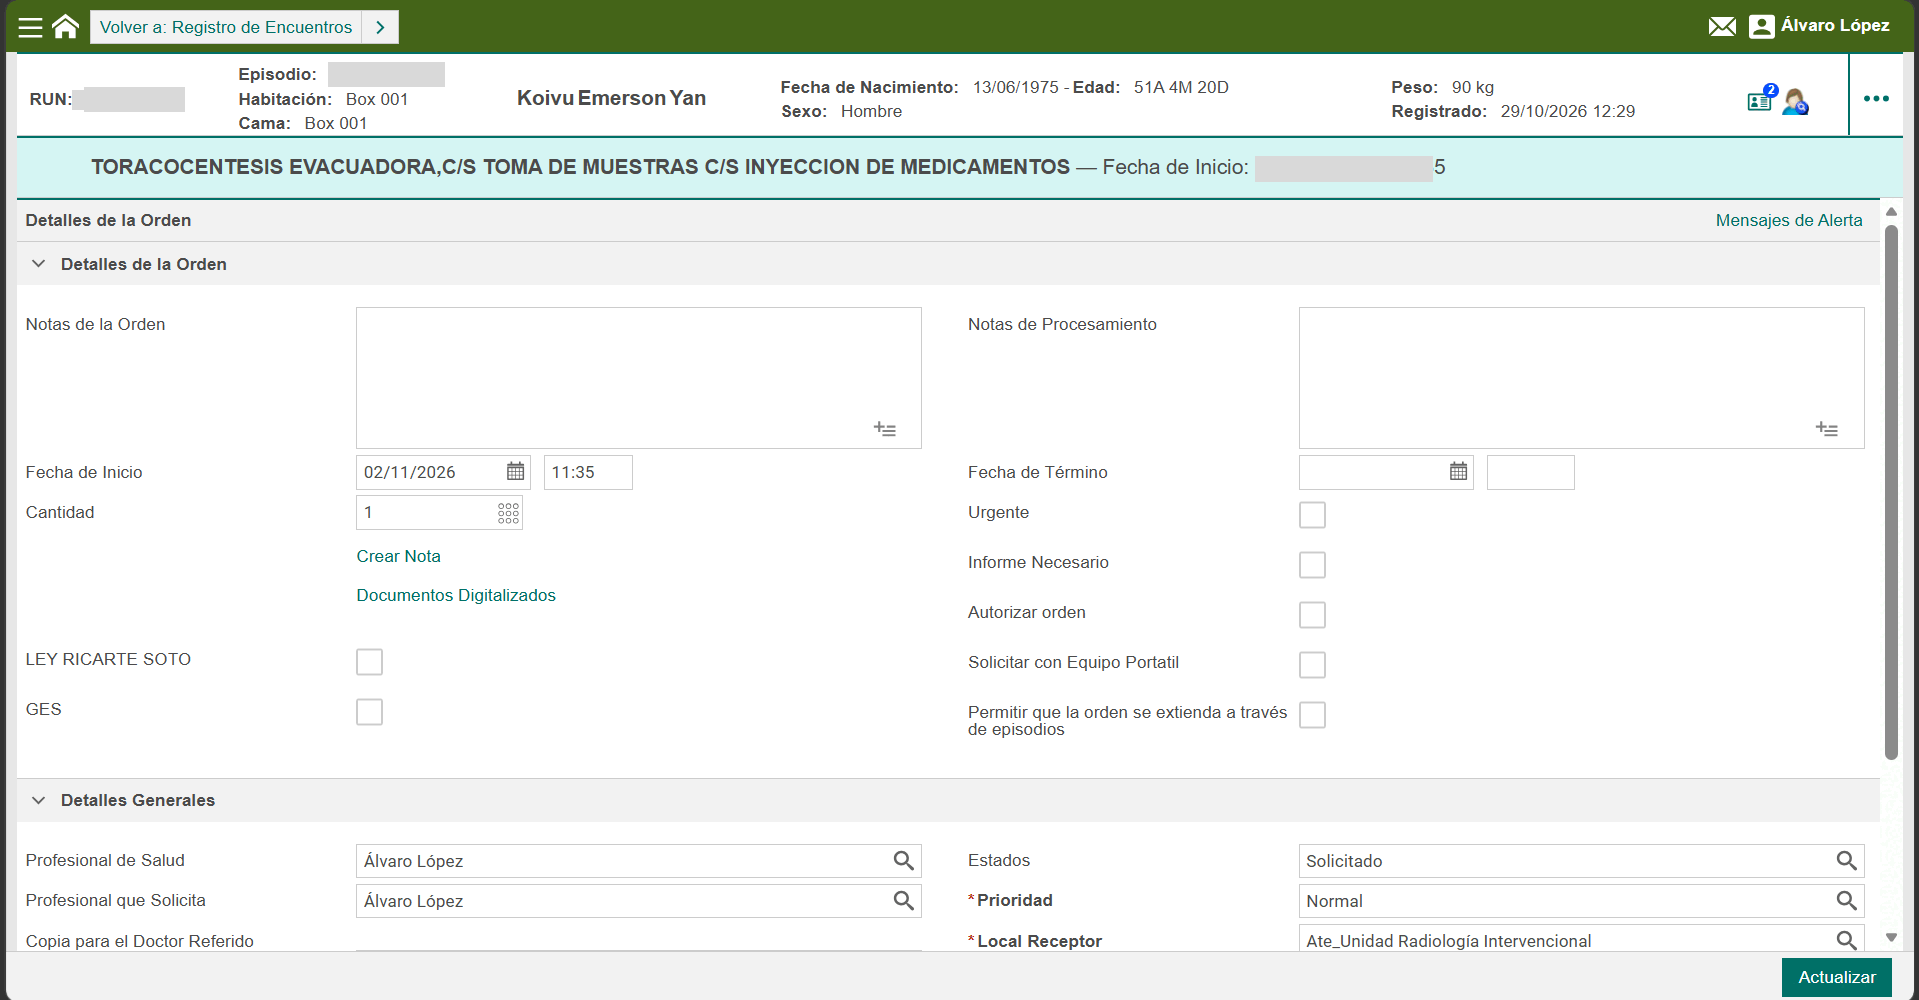 Volver a: Registro de Encuentros
Álvaro López
RUN:
Episodio:
Habitación: Box 001
Cama: Box 001
Koivu Emerson Yan
Fecha de Nacimiento: 13/06/1975 - Edad: 51A 4M 20D
Sexo: Hombre
Peso: 90 kg
Registrado: 29/10/2026 12:29
2
TORACOCENTESIS EVACUADORA,C/S TOMA DE MUESTRAS C/S INYECCION DE MEDICAMENTOS — Fecha de Inicio: 5
Detalles de la Orden
Mensajes de Alerta
Detalles de la Orden
Notas de la Orden
Notas de Procesamiento
Fecha de Inicio 02/11/2026 11:35
Fecha de Término
Cantidad 1
Urgente
Crear Nota
Informe Necesario
Documentos Digitalizados
Autorizar orden
LEY RICARTE SOTO
Solicitar con Equipo Portatil
GES
Permitir que la orden se extienda a través
de episodios
Detalles Generales
Profesional de Salud Álvaro López
Estados Solicitado
Profesional que Solicita Álvaro López
*Prioridad Normal
Copia para el Doctor Referido
*Local Receptor Ate_Unidad Radiología Intervencional
Actualizar